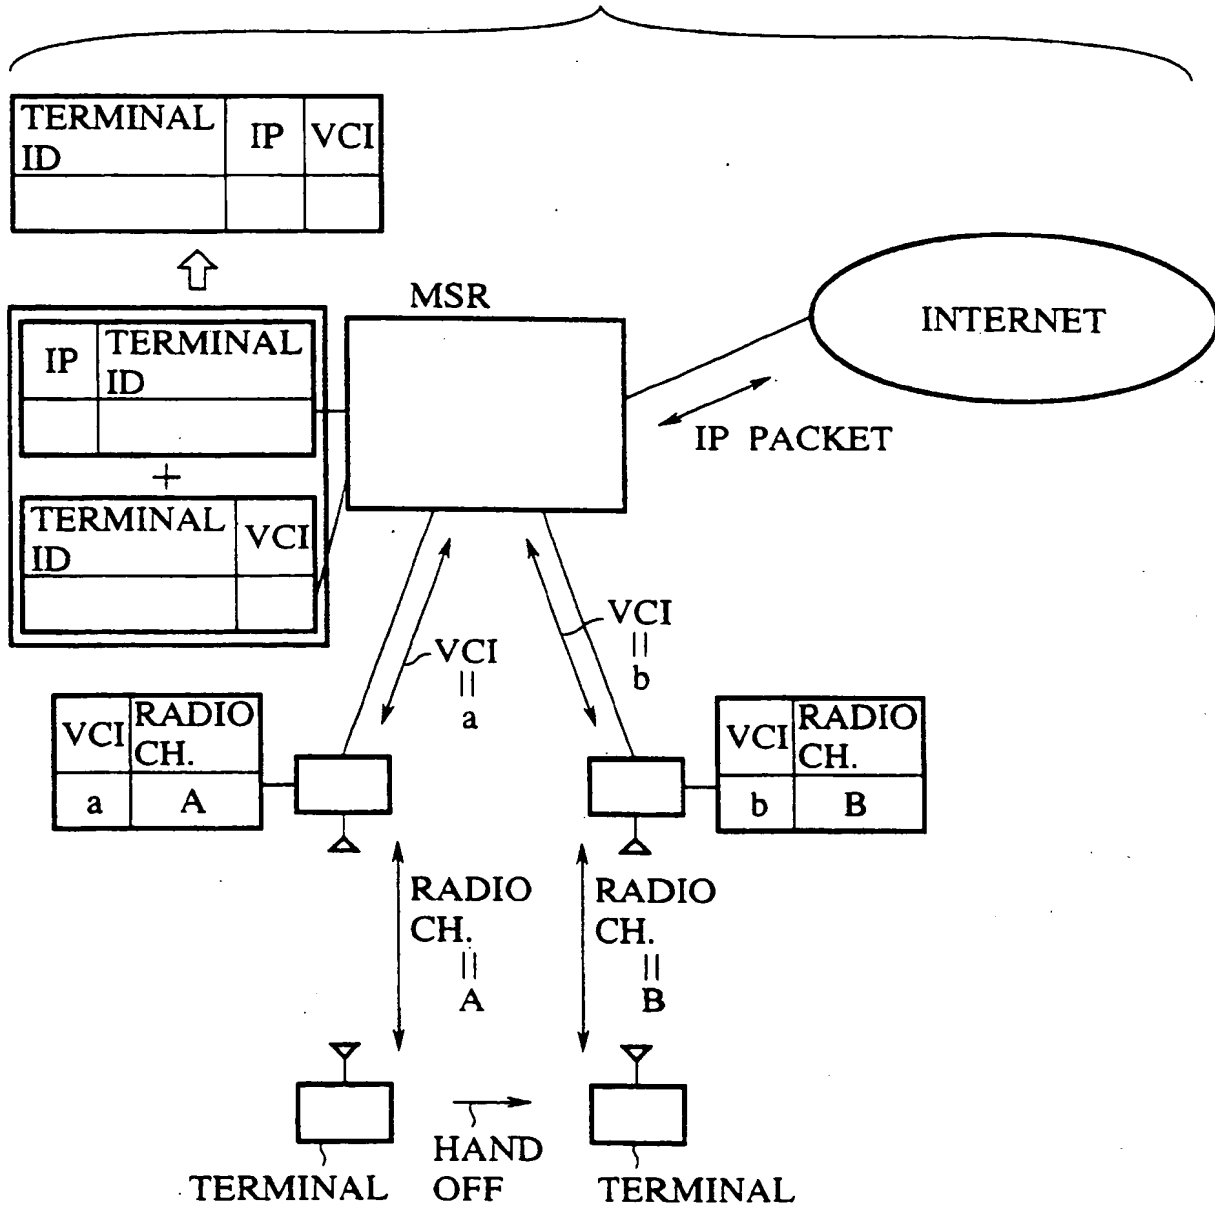 TERMINAL
ID
IP
VCI
MSR
INTERNET
IP
TERMINAL
ID
IP PACKET
+
TERMINAL
ID
VCI
VCI
=
a
VCI
=
b
VCI
RADIO
CH.
a
A
VCI
RADIO
CH.
b
B
RADIO
CH.
=
A
RADIO
CH.
=
B
HAND
OFF
TERMINAL
TERMINAL